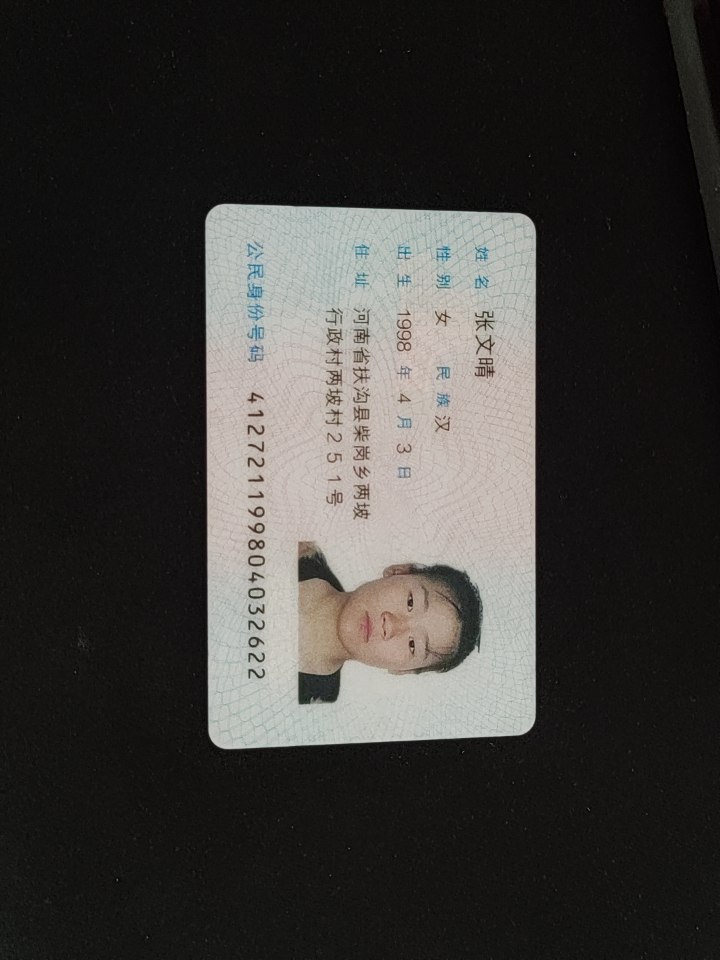 姓名 张文晴
性别 女 民族 汉
出生 1998 年 4 月 3 日
住址 河南省扶沟县柴岗乡两坡
行政村两坡村251号
公民身份号码 412721199804032622